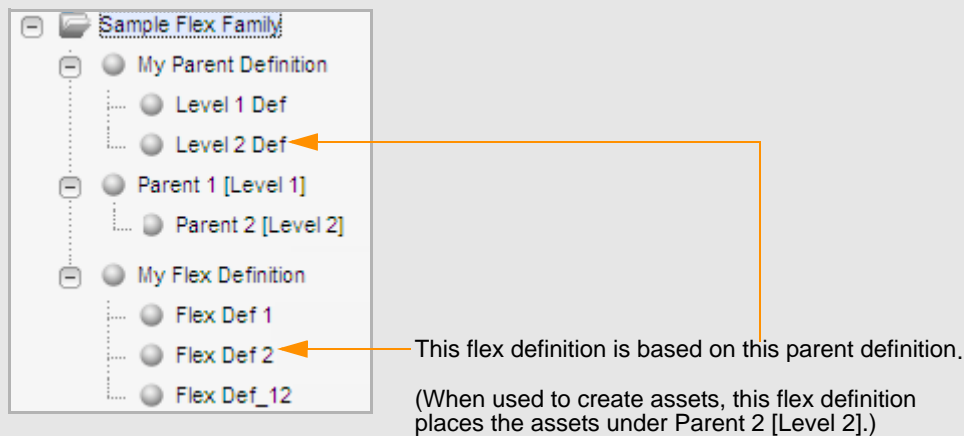 Sample Flex Family
My Parent Definition
Level 1 Def
Level 2 Def
Parent 1 [Level 1]
Parent 2 [Level 2]
My Flex Definition
Flex Def 1
Flex Def 2
Flex Def_12
This flex definition is based on this parent definition.
(When used to create assets, this flex definition
places the assets under Parent 2 [Level 2].)